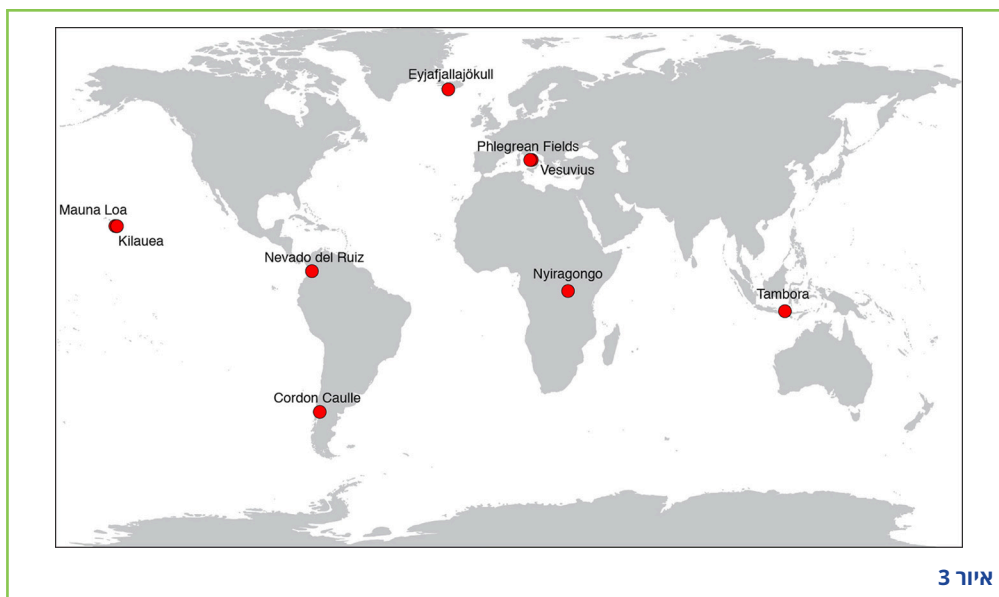 Eyjafjallajökull
Phlegrean Fields
Vesuvius
Mauna Loa
Kilauea
Nevado del Ruiz
Nyiragongo
Tambora
Cordon Caulle
איור 3